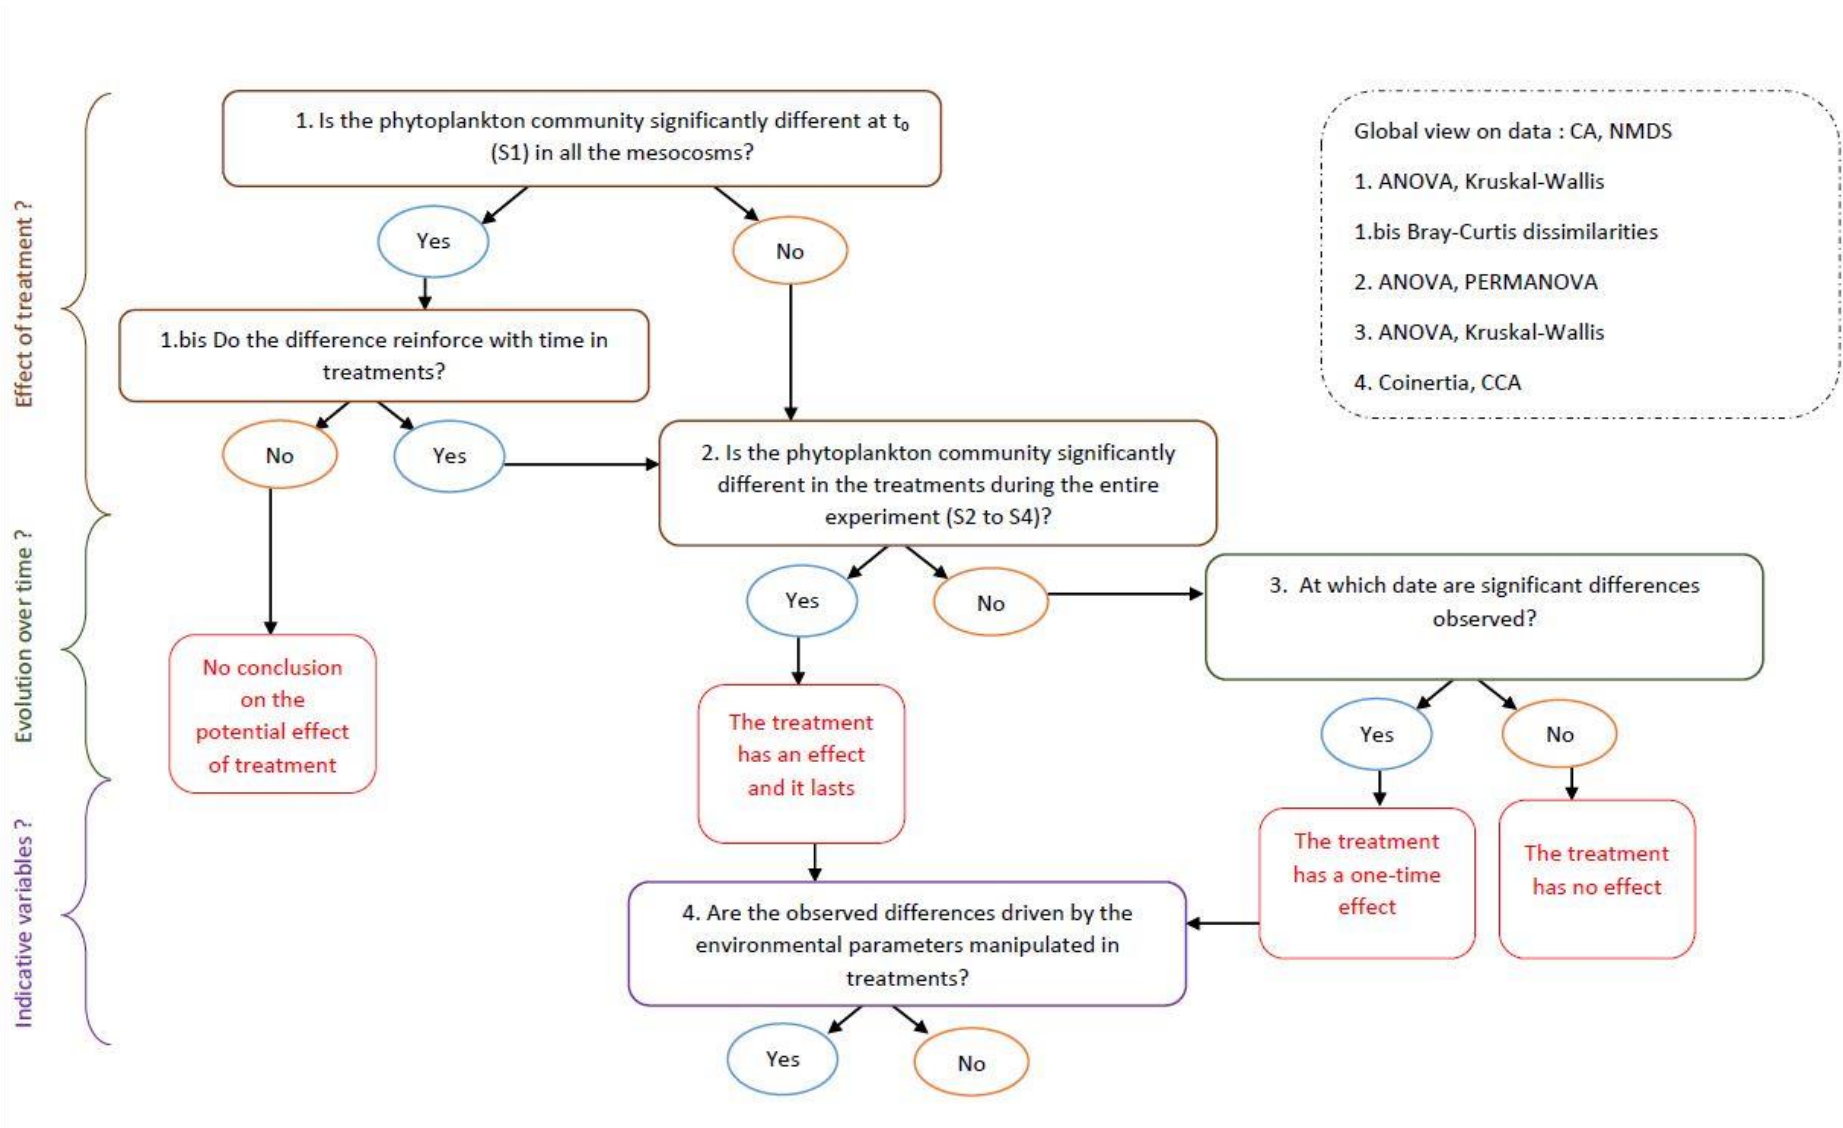 1. Is the phytoplankton community significantly different at t₀
(S1) in all the mesocosms?
Yes
No
1.bis Do the difference reinforce with time in
treatments?
No
Yes
2. Is the phytoplankton community significantly
different in the treatments during the entire
experiment (S2 to S4)?
Yes
No
3. At which date are significant differences
observed?
No conclusion
on the
potential effect
of treatment
The treatment
has an effect
and it lasts
Yes
No
The treatment
has a one-time
effect
The treatment
has no effect
4. Are the observed differences driven by the
environmental parameters manipulated in
treatments?
Yes
No
Global view on data : CA, NMDS
1. ANOVA, Kruskal-Wallis
1.bis Bray-Curtis dissimilarities
2. ANOVA, PERMANOVA
3. ANOVA, Kruskal-Wallis
4. Coinertia, CCA
Effect of treatment ?
Evolution over time ?
Indicative variables ?